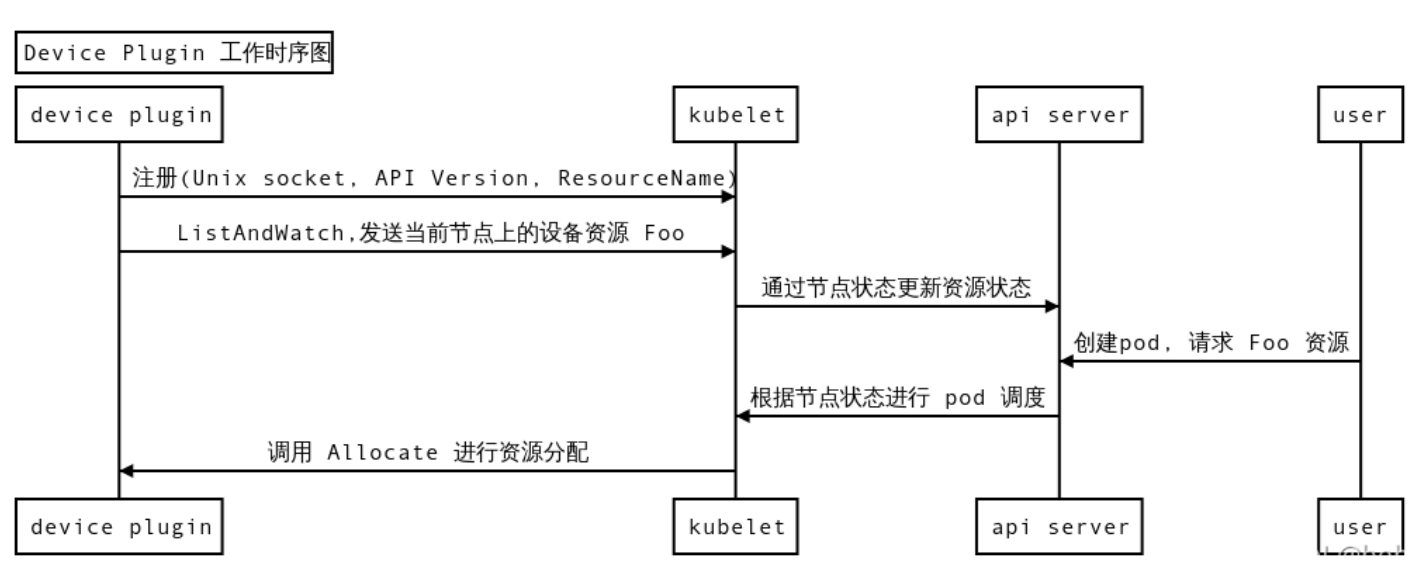 Device Plugin 工作时序图
device plugin kubelet api server user
注册(Unix socket, API Version, ResourceName)
ListAndWatch,发送当前节点上的设备资源 Foo
通过节点状态更新资源状态
创建pod, 请求 Foo 资源
根据节点状态进行 pod 调度
调用 Allocate 进行资源分配
device plugin kubelet api server user